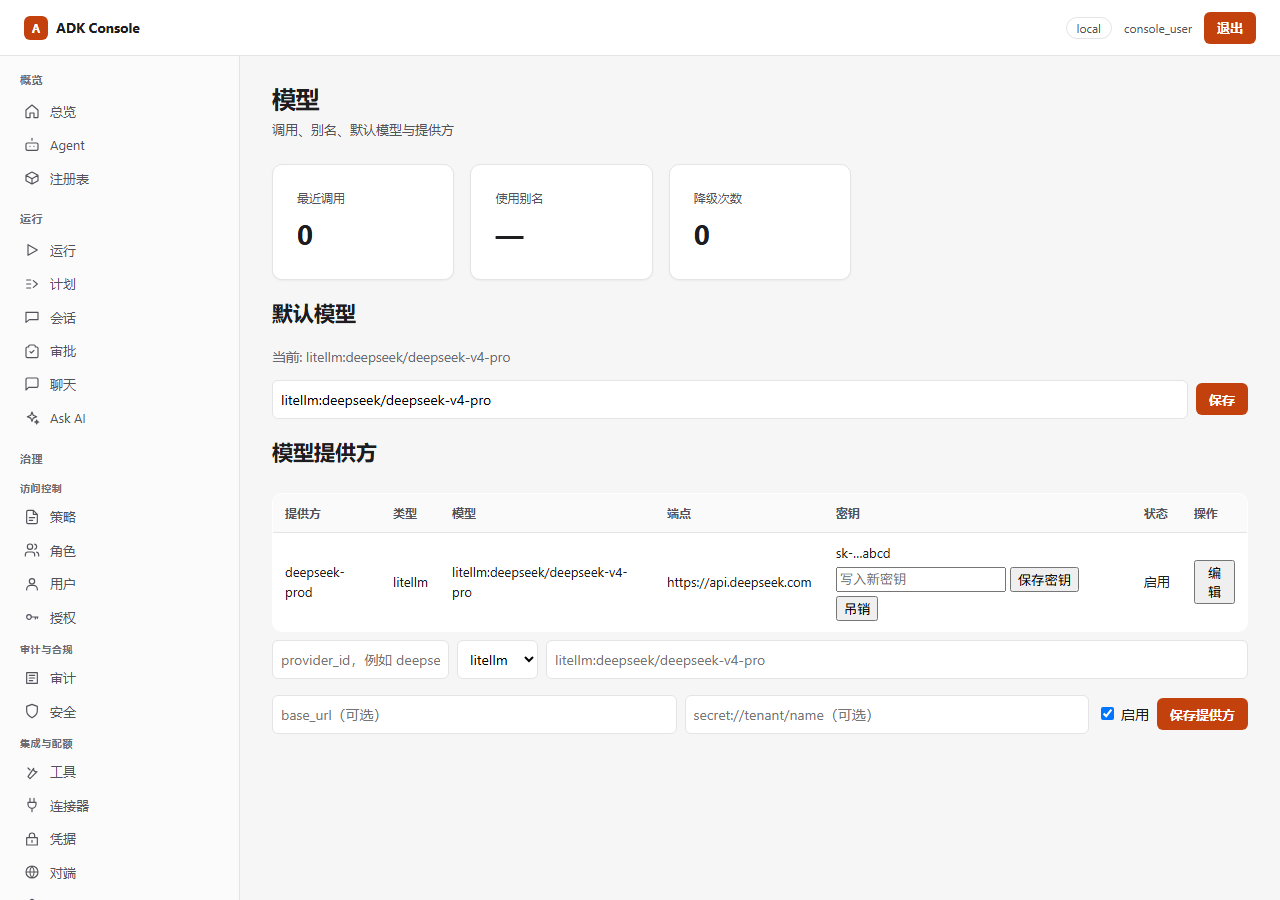 A ADK Console
local
console_user
退出
概览
总览
Agent
注册表
运行
运行
计划
会话
审批
聊天
Ask AI
治理
访问控制
策略
角色
用户
授权
审计与合规
审计
安全
集成与配额
工具
连接器
凭据
对端
模型
调用、别名、默认模型与提供方
最近调用
0
使用别名
—
降级次数
0
默认模型
当前: litellm:deepseek/deepseek-v4-pro
litellm:deepseek/deepseek-v4-pro
保存
模型提供方
提供方 类型 模型 端点 密钥 状态 操作
deepseek-
prod
litellm
litellm:deepseek/deepseek-v4-
pro
https://api.deepseek.com
sk-...abcd
写入新密钥
保存密钥
吊销
启用
编
辑
provider_id，例如 deepse
litellm
litellm:deepseek/deepseek-v4-pro
base_url（可选）
secret://tenant/name（可选）
启用
保存提供方